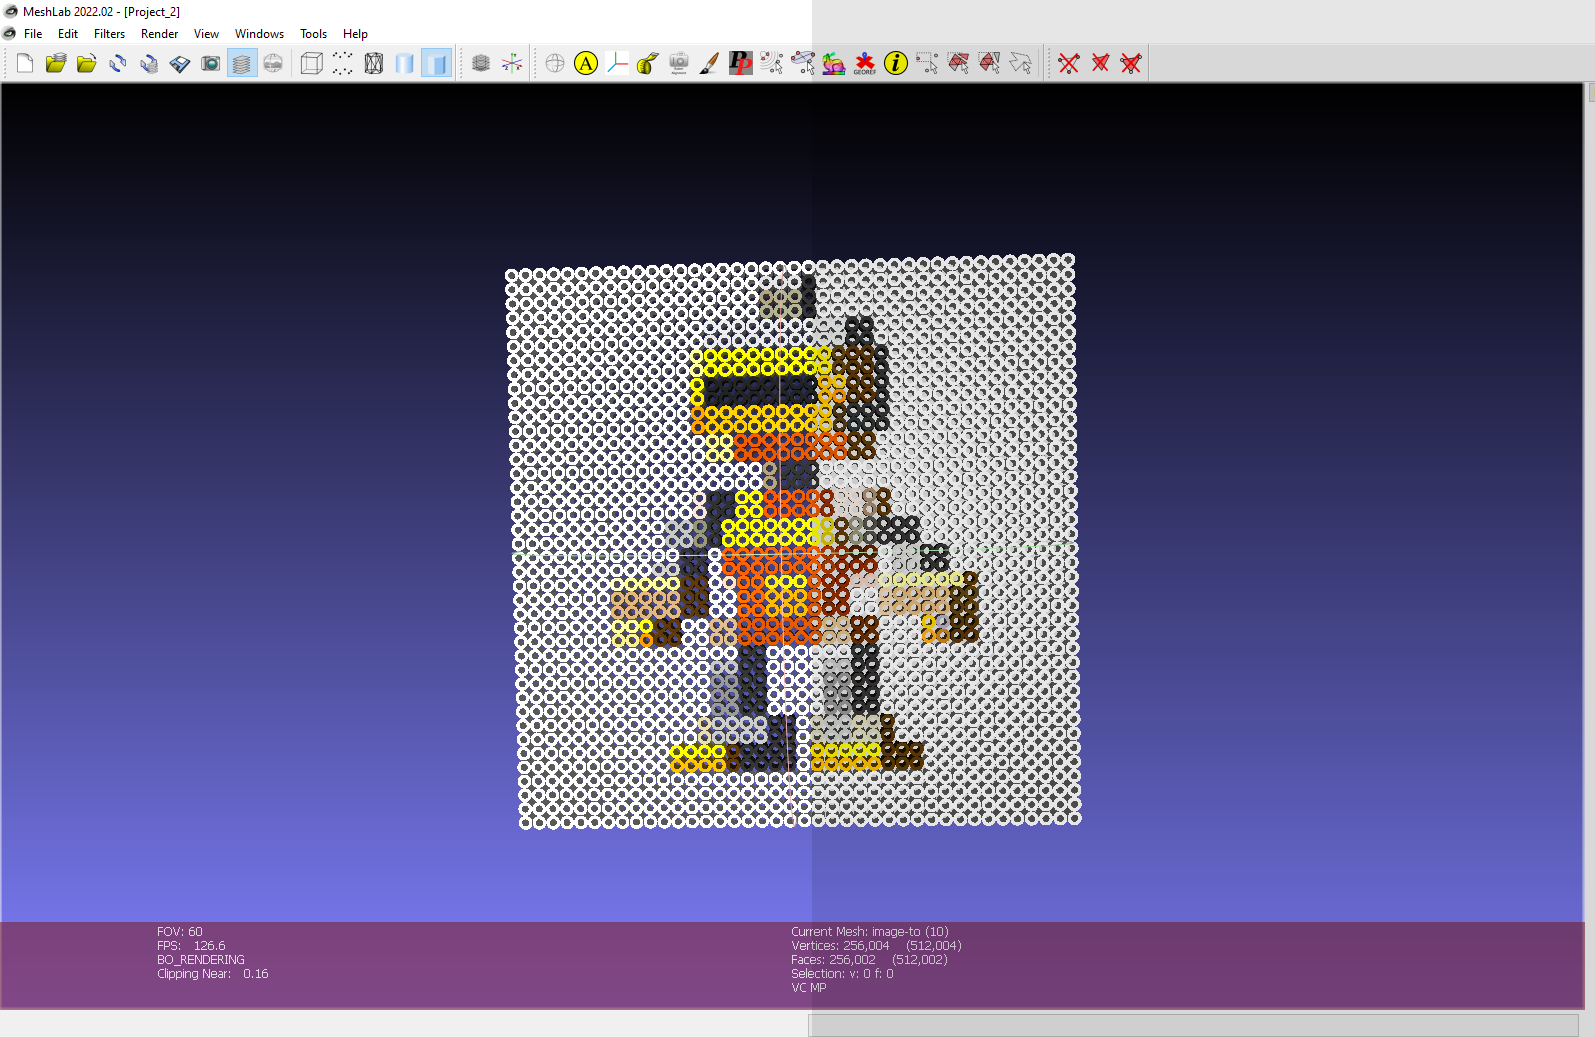 MeshLab 2022.02 - [Project_2]
File Edit Filters Render View Windows Tools Help
A
PP
GEOREF
i
FOV: 60
FPS: 126.6
BO_RENDERING
Clipping Near: 0.16
Current Mesh: image-to (10)
Vertices: 256,004 (512,004)
Faces: 256,002 (512,002)
Selection: v: 0 f: 0
VC MP